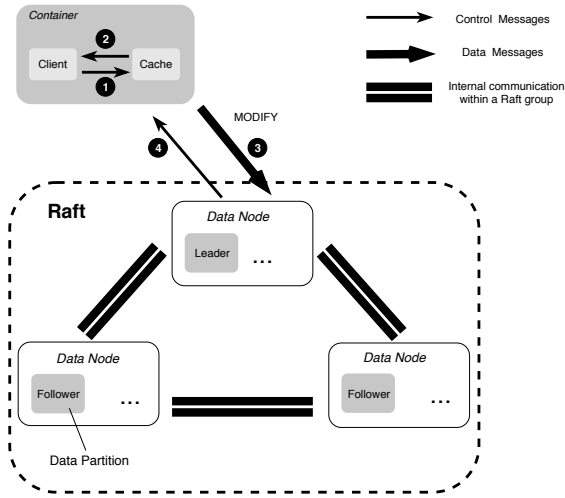 Container
2
Client
Cache
1
Control Messages
Data Messages
Internal communication
within a Raft group
MODIFY
4
3
Raft
Data Node
Leader
...
Data Node
Follower
...
Data Node
Follower
...
Data Partition